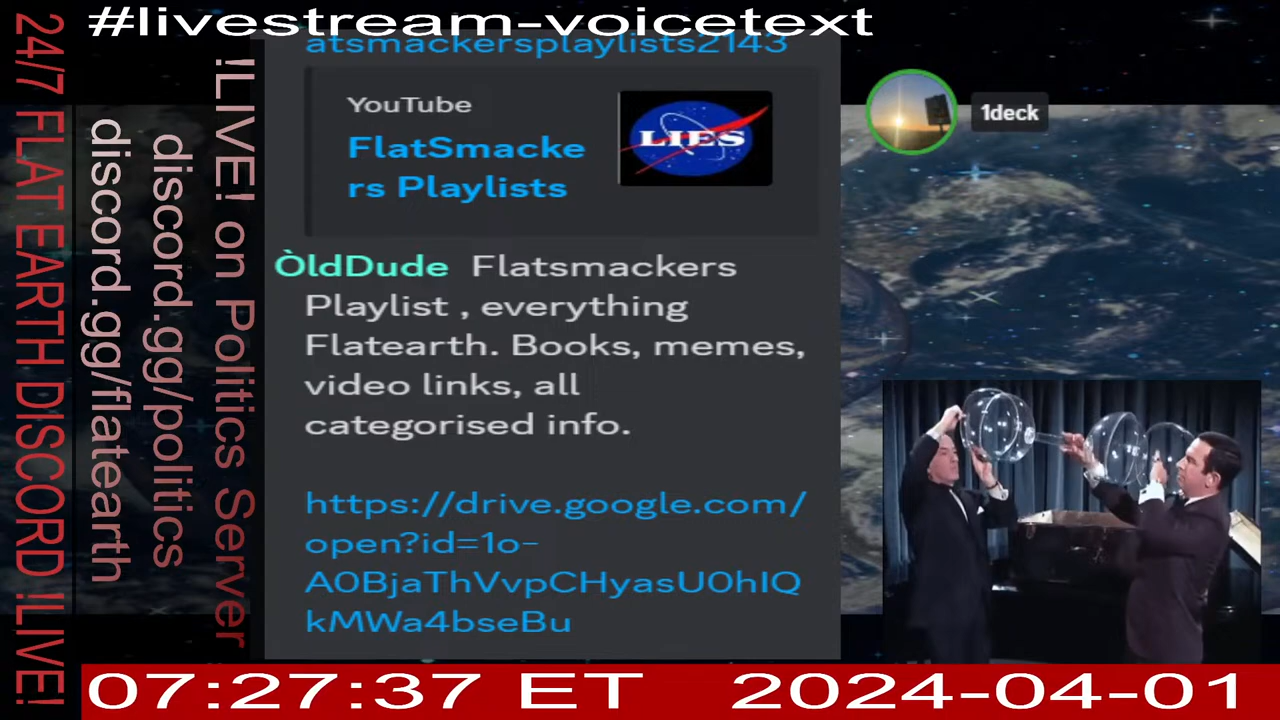 #livestream-voicetext
24/7 FLAT EARTH DISCORD !LIVE!
discord.gg/flatearth
discord.gg/politics
!LIVE! on Politics Server
atsmackersplaylists2143
YouTube
FlatSmacke
rs Playlists
LIES
1deck
ÒldDude Flatsmackers
Playlist , everything
Flatearth. Books, memes,
video links, all
categorised info.
https://drive.google.com/
open?id=1o-
A0BjaThVvpCHyasU0hIQ
kMWa4bseBu
07:27:37 ET 2024-04-01